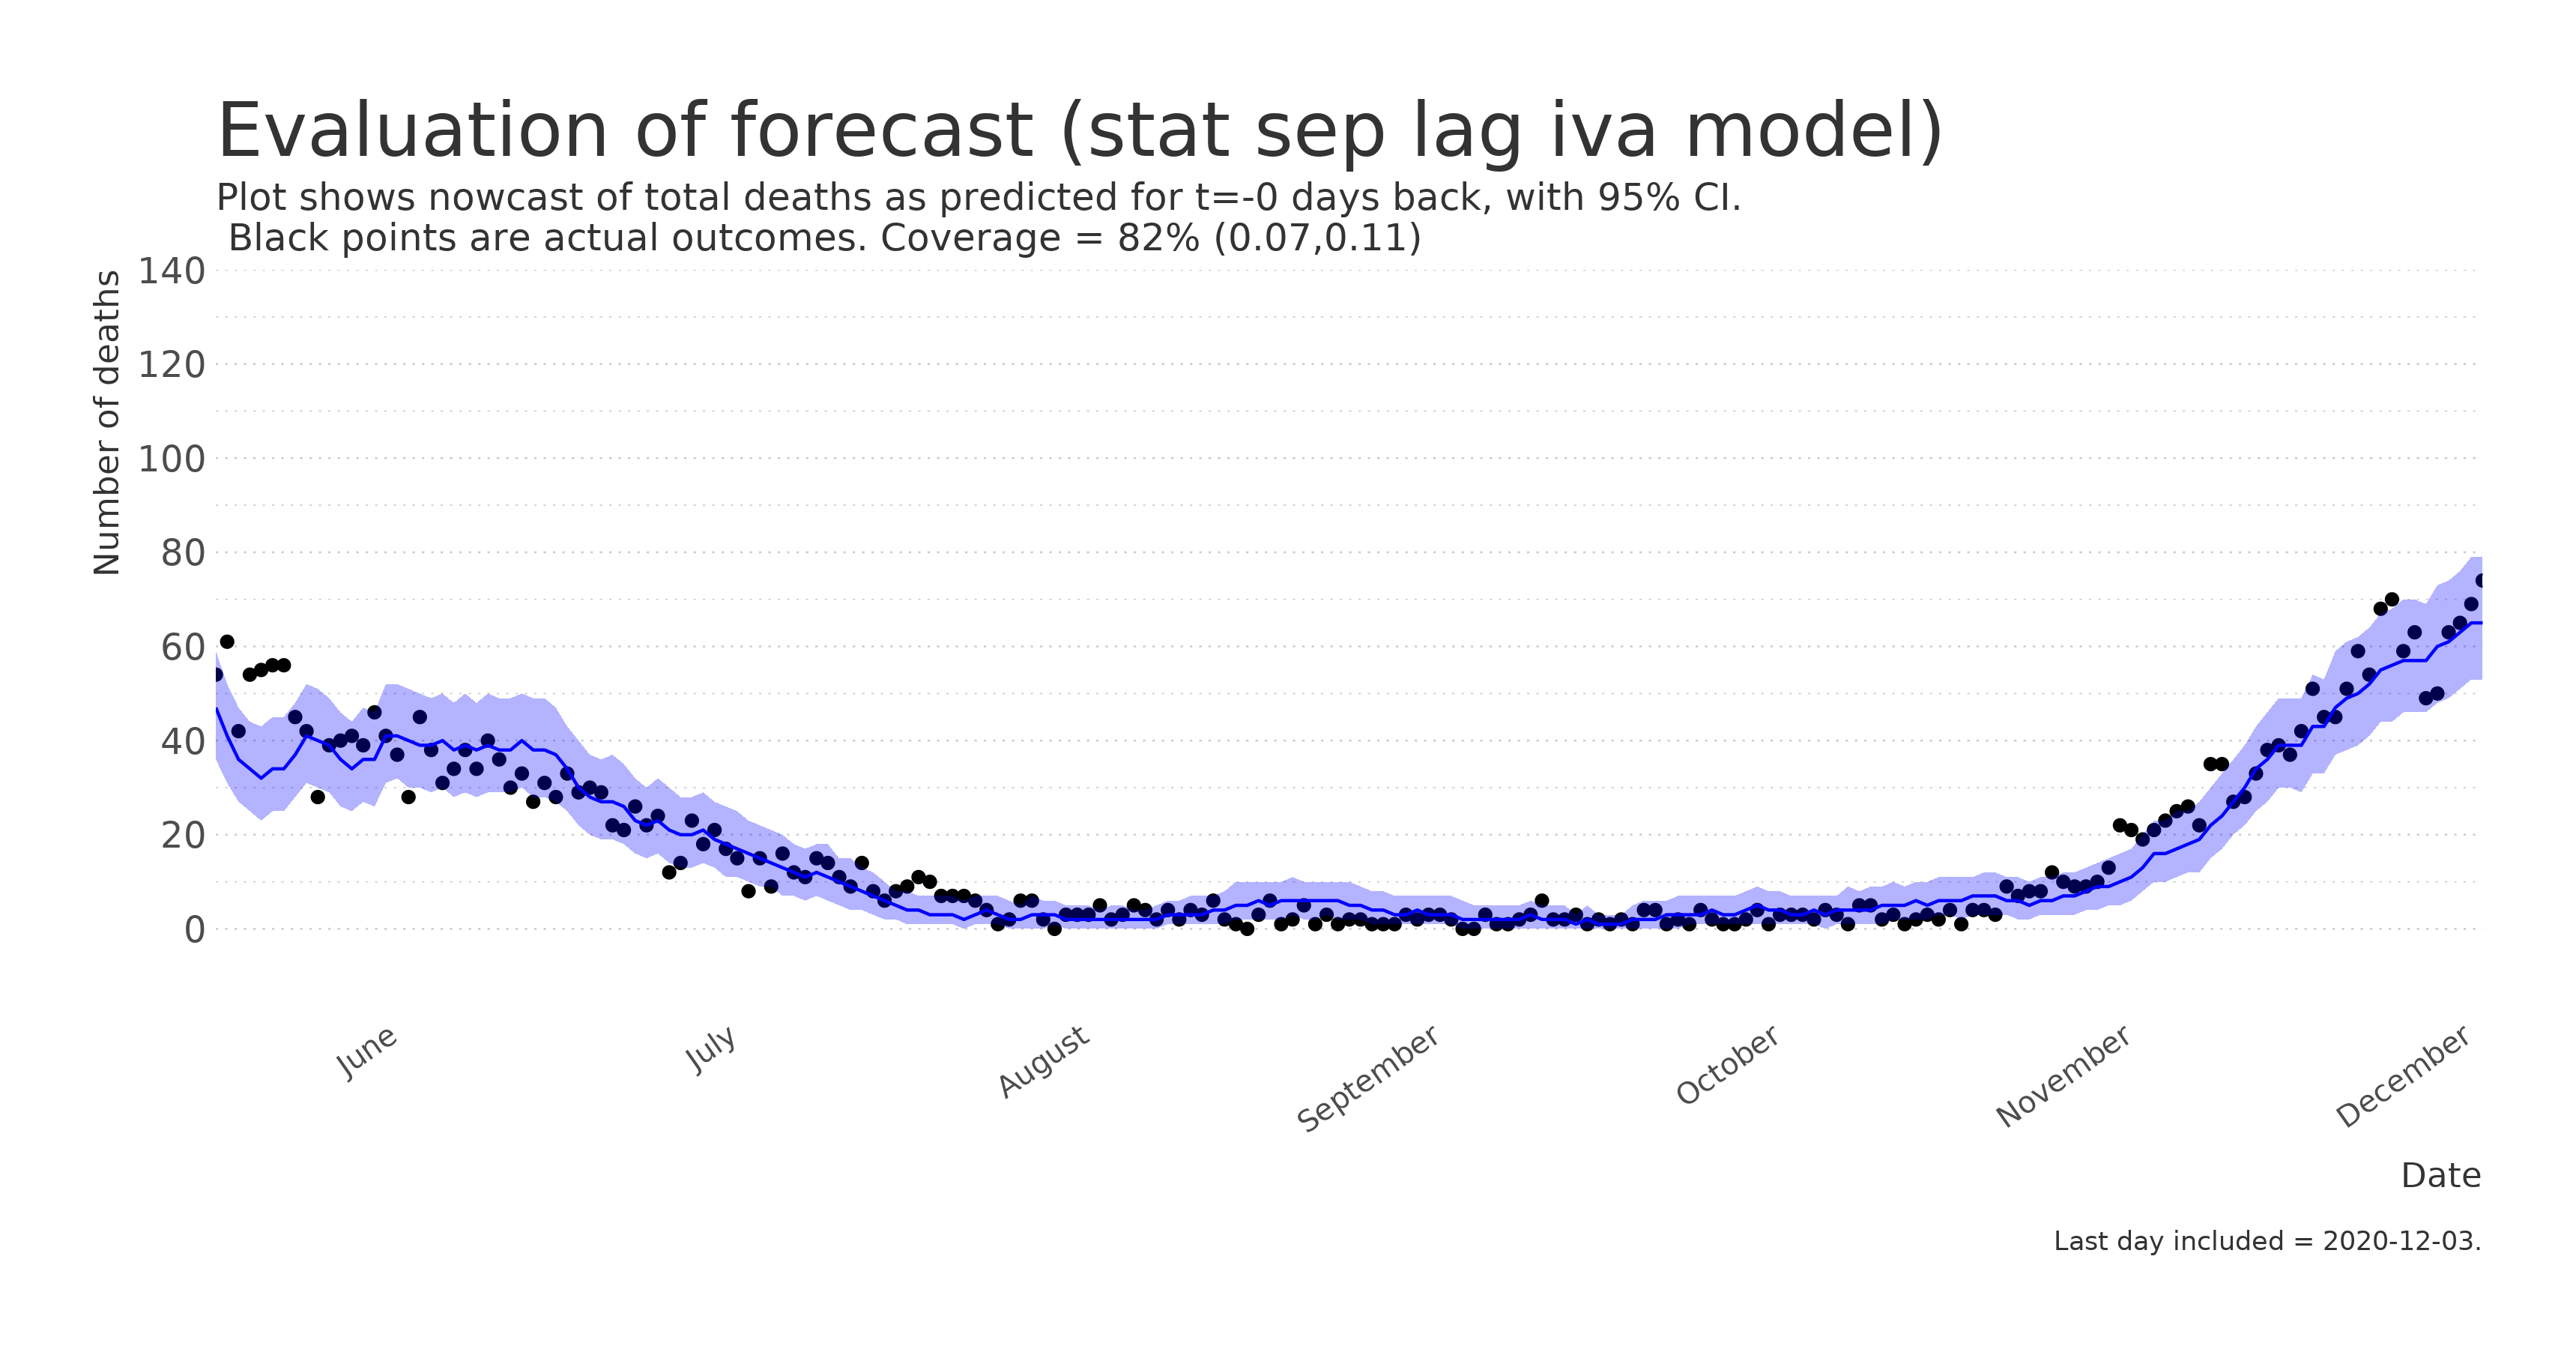 Evaluation of forecast (stat sep lag iva model)
Plot shows nowcast of total deaths as predicted for t=-0 days back, with 95% CI.
Black points are actual outcomes. Coverage = 82% (0.07,0.11)
Number of deaths
140
120
100
80
60
40
20
0
June
July
August
September
October
November
December
Date
Last day included = 2020-12-03.